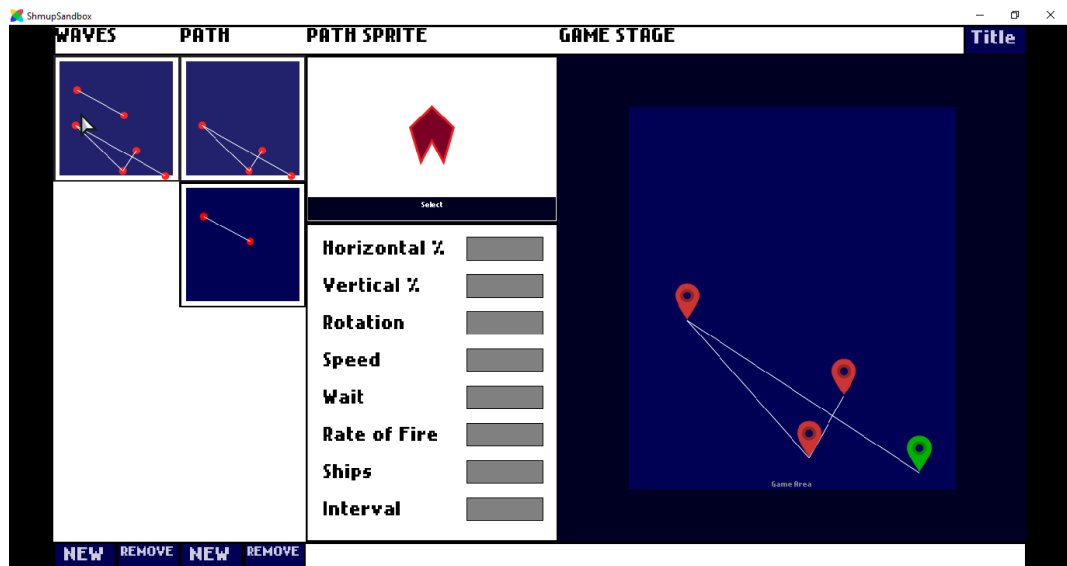 ShmupSandbox
WAVES PATH PATH SPRITE GAME STAGE Title
Select
Horizontal %
Vertical %
Rotation
Speed
Wait
Rate of Fire
Ships
Interval
Game Area
NEW REMOVE NEW REMOVE